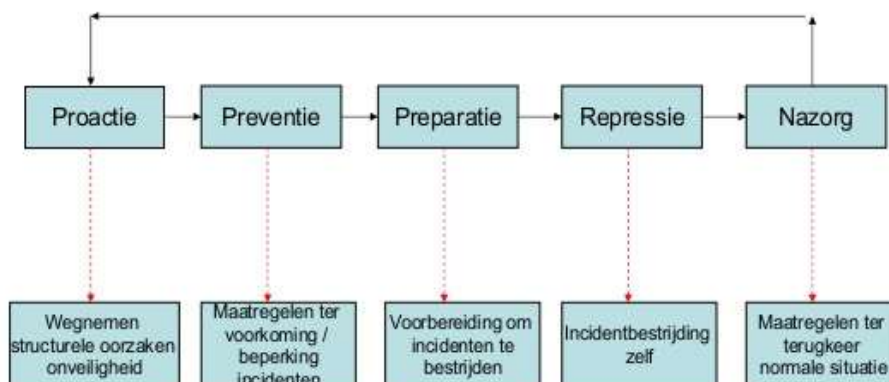 Proactie
Preventie
Preparatie
Repressie
Nazorg
Wegnemen
structurele oorzaken
onveiligheid
Maatregelen ter
voorkoming /
beperking
incidenten
Voorbereiding om
incidenten te
bestrijden
Incidentbestrijding
zelf
Maatregelen ter
terugkeer
normale situatie